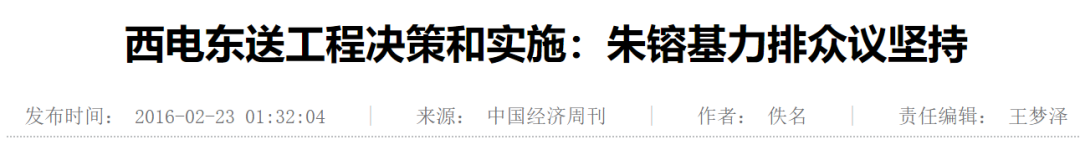 西电东送工程决策和实施：朱镕基力排众议坚持
发布时间： 2016-02-23 01:32:04 | 来源： 中国经济周刊 | 作者： 佚名 | 责任编辑： 王梦泽